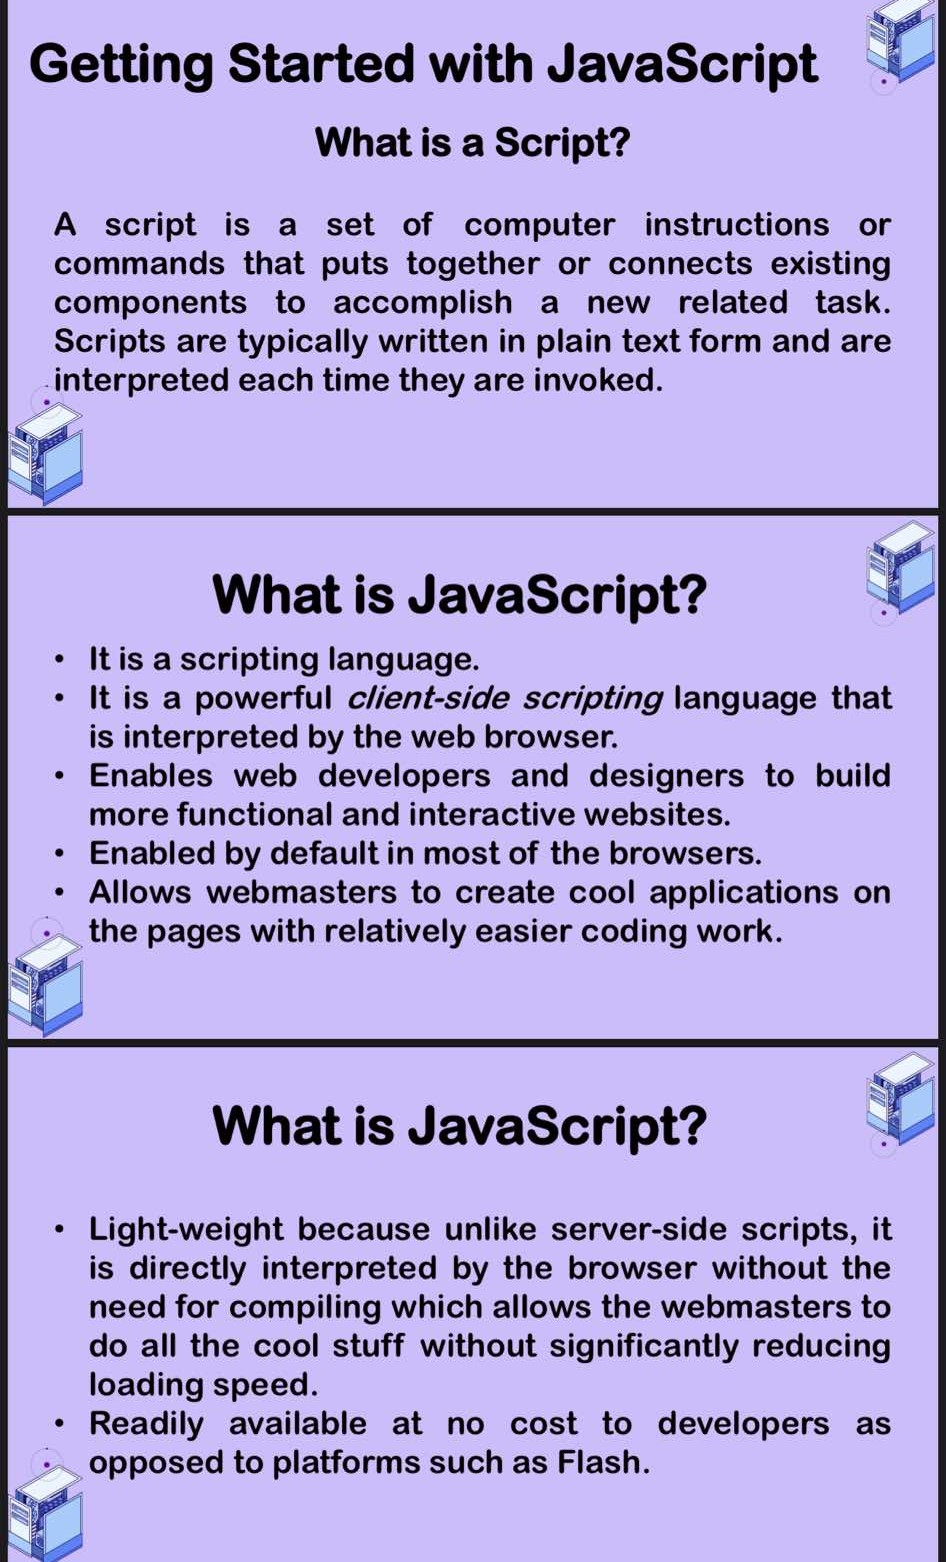 Getting Started with JavaScript
What is a Script?
A script is a set of computer instructions or
commands that puts together or connects existing
components to accomplish a new related task.
Scripts are typically written in plain text form and are
interpreted each time they are invoked.
What is JavaScript?
• It is a scripting language.
• It is a powerful client-side scripting language that
is interpreted by the web browser.
• Enables web developers and designers to build
more functional and interactive websites.
• Enabled by default in most of the browsers.
• Allows webmasters to create cool applications on
the pages with relatively easier coding work.
What is JavaScript?
• Light-weight because unlike server-side scripts, it
is directly interpreted by the browser without the
need for compiling which allows the webmasters to
do all the cool stuff without significantly reducing
loading speed.
• Readily available at no cost to developers as
opposed to platforms such as Flash.